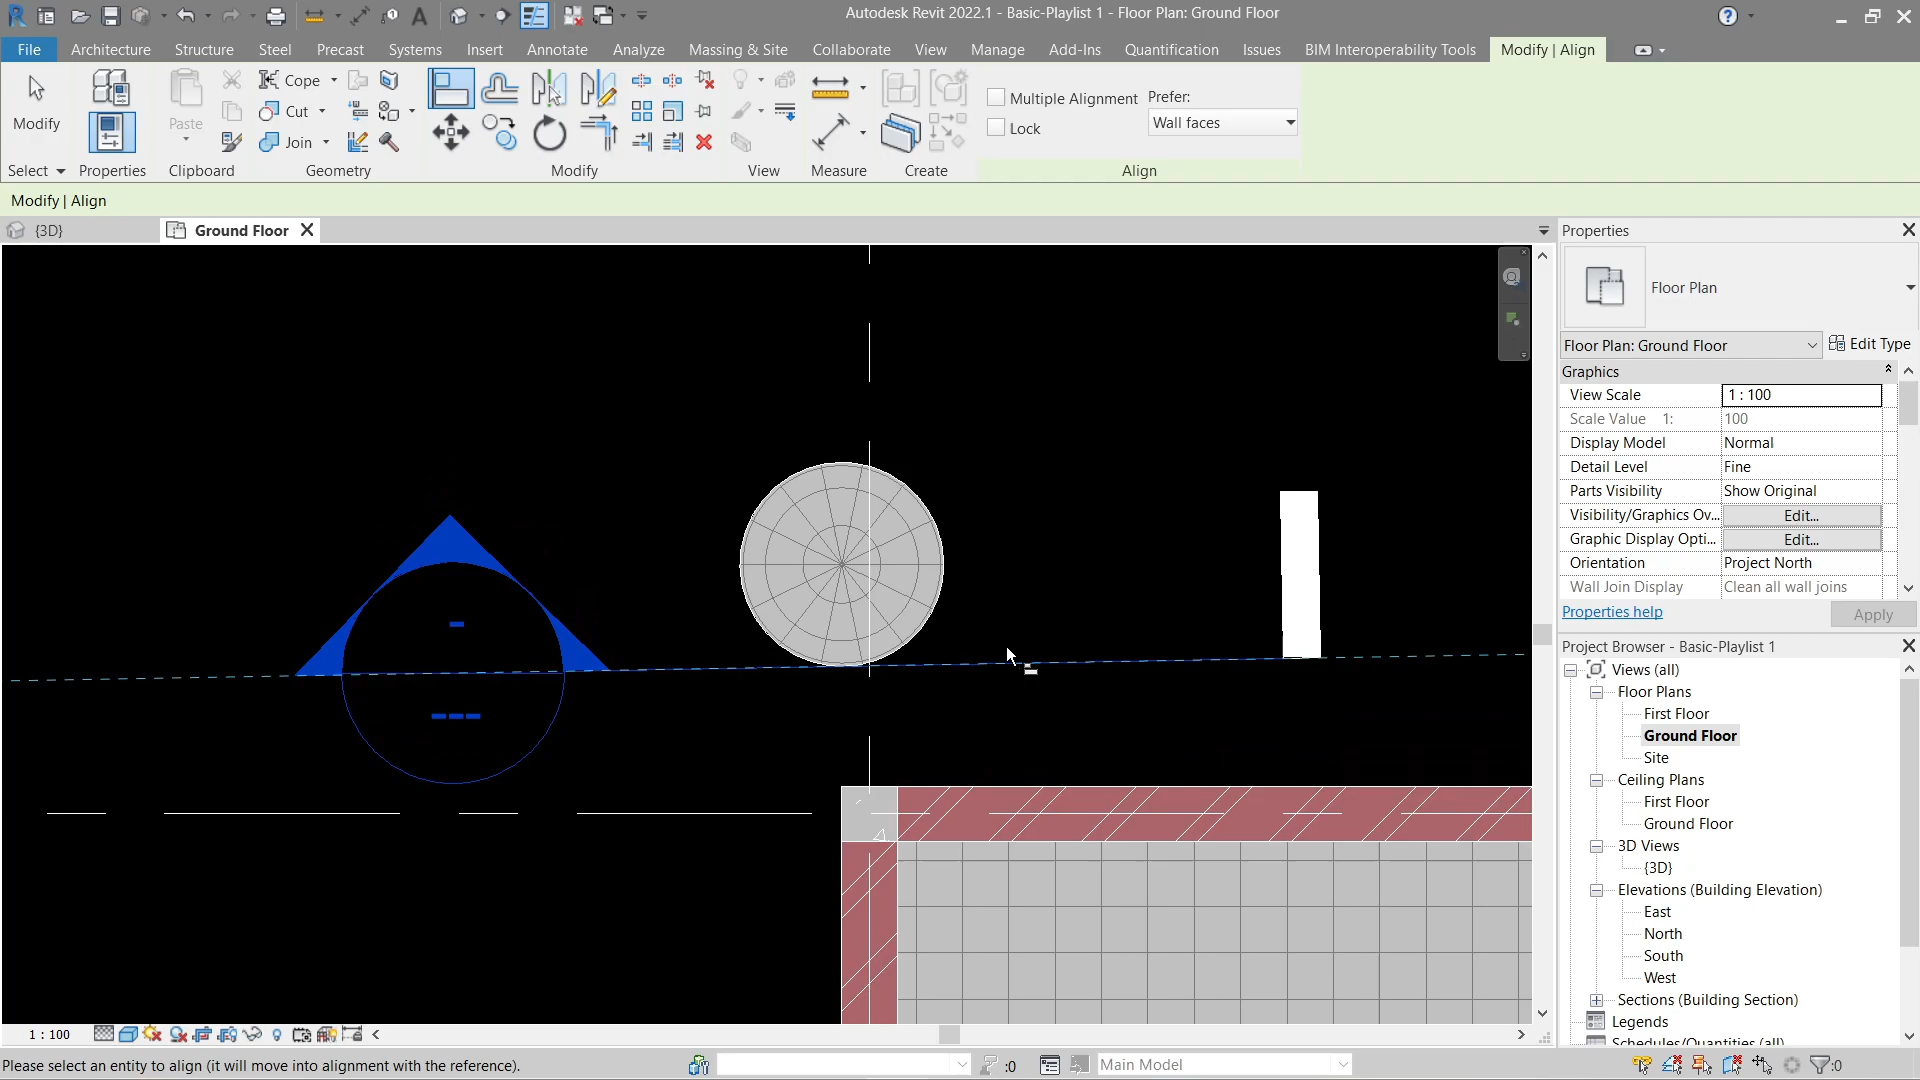 Autodesk Revit 2022.1 - Basic-Playlist 1 - Floor Plan: Ground Floor
File Architecture Structure Steel Precast Systems Insert Annotate Analyze Massing & Site Collaborate View Manage Add-Ins Quantification Issues BIM Interoperability Tools Modify | Align
Modify
Paste
Cope
Cut
Join
Multiple Alignment
Lock
Prefer:
Wall faces
Select Properties Clipboard Geometry Modify View Measure Create Align
Modify | Align
{3D}
Ground Floor
Properties
Floor Plan
Floor Plan: Ground Floor
Edit Type
Graphics
View Scale 1 : 100
Scale Value 1: 100
Display Model Normal
Detail Level Fine
Parts Visibility Show Original
Visibility/Graphics Ov... Edit...
Graphic Display Opti... Edit...
Orientation Project North
Wall Join Display Clean all wall joins
Properties help
Apply
Project Browser - Basic-Playlist 1
Views (all)
Floor Plans
First Floor
Ground Floor
Site
Ceiling Plans
First Floor
Ground Floor
3D Views
{3D}
Elevations (Building Elevation)
East
North
South
West
Sections (Building Section)
Legends
Schedules/Quantities (all)
1 : 100
Please select an entity to align (it will move into alignment with the reference).
:0
Main Model
:0